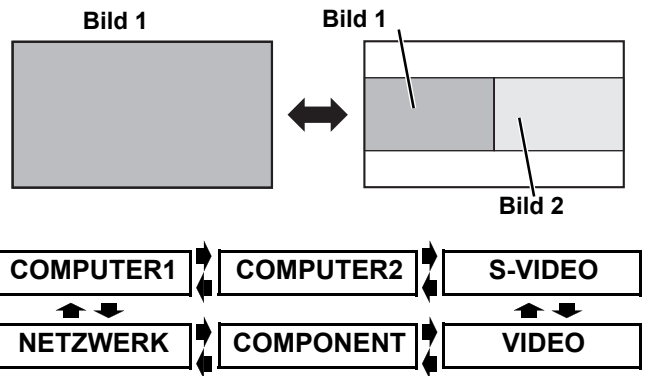 Bild 1
Bild 1
Bild 2
COMPUTER1 COMPUTER2 S-VIDEO
NETZWERK COMPONENT VIDEO